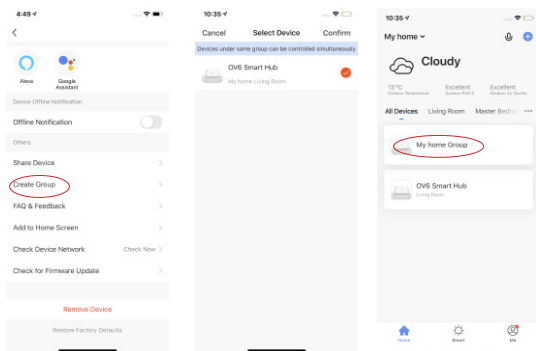 4:49
Alexa
Google
Assistant
Device Offline Notification
Offline Notification
Others
Share Device
Create Group
FAQ & Feedback
Add to Home Screen
Check Device Network Check Now
Check for Firmware Update
Remove Device
Restore Factory Defaults
10:35
Cancel Select Device Confirm
Devices under same group can be controlled simultaneously
OV6 Smart Hub
My home Living Room
10:35
My home
Cloudy
13°C Excellent Excellent
Outdoor Temperature Outdoor PM2.5 Outdoor Air Quality
All Devices Living Room Master Bedro
My home Group
OV6 Smart Hub
Living Room
Home Smart Me